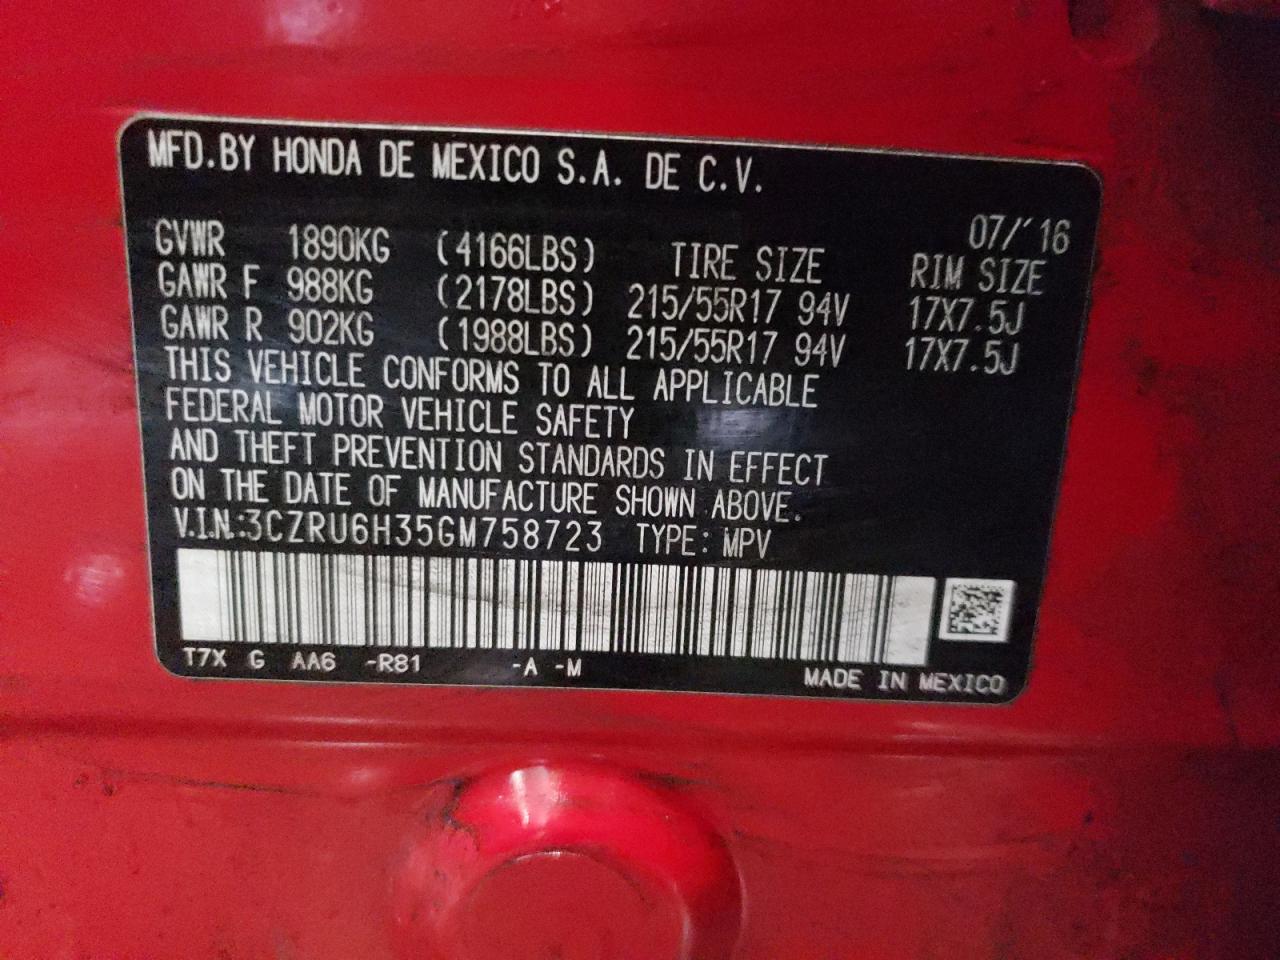 MFD.BY HONDA DE MEXICO S.A. DE C.V.
07/'16
GVWR 1890KG (4166LBS) TIRE SIZE RIM SIZE
GAWR F 988KG (2178LBS) 215/55R17 94V 17X7.5J
GAWR R 902KG (1988LBS) 215/55R17 94V 17X7.5J
THIS VEHICLE CONFORMS TO ALL APPLICABLE
FEDERAL MOTOR VEHICLE SAFETY
AND THEFT PREVENTION STANDARDS IN EFFECT
ON THE DATE OF MANUFACTURE SHOWN ABOVE.
V.I.N.:3CZRU6H35GM758723 TYPE: MPV
T7X G AA6 -R81 -A -M
MADE IN MEXICO